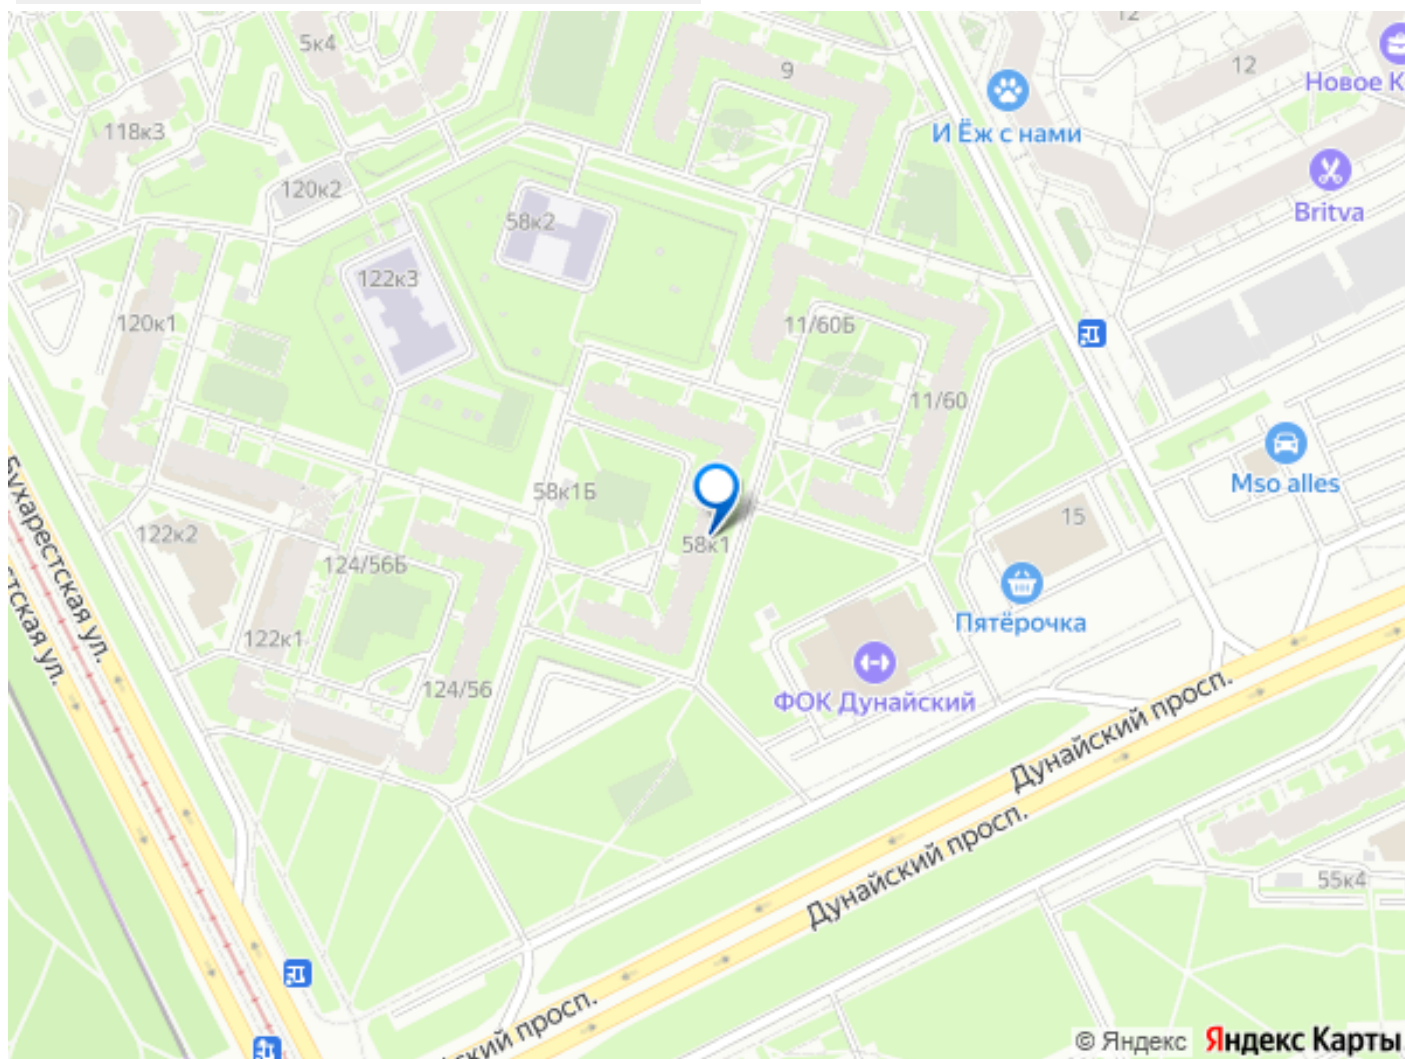 12
5к4
9
12
Новое К
И Ёж с нами
118к3
120к2
Britva
58к2
122к3
120к1
11/60Б
11/60
Mso alles
58к1Б
15
122к2
58к1
124/56Б
Пятёрочка
Бухарестская ул.
стская ул.
122к1
124/56
ФОК Дунайский
Дунайский просп.
Дунайский просп.
55к4
ский просп.
© Яндекс Яндекс Карты